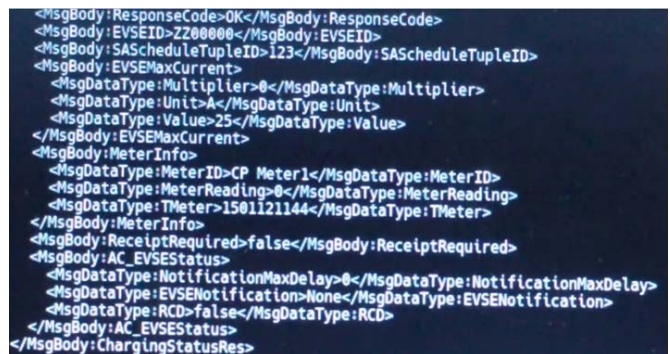 <MsgBody:ResponseCode>OK</MsgBody:ResponseCode>
<MsgBody:EVSEID>ZZ00000</MsgBody:EVSEID>
<MsgBody:SAScheduleTupleID>123</MsgBody:SAScheduleTupleID>
<MsgBody:EVSEMaxCurrent>
<MsgDataType:Multiplier>0</MsgDataType:Multiplier>
<MsgDataType:Unit>A</MsgDataType:Unit>
<MsgDataType:Value>25</MsgDataType:Value>
</MsgBody:EVSEMaxCurrent>
<MsgBody:MeterInfo>
<MsgDataType:MeterID>CP Meter1</MsgDataType:MeterID>
<MsgDataType:MeterReading>0</MsgDataType:MeterReading>
<MsgDataType:TMeter>1501121144</MsgDataType:TMeter>
</MsgBody:MeterInfo>
<MsgBody:ReceiptRequired>false</MsgBody:ReceiptRequired>
<MsgBody:AC_EVSEStatus>
<MsgDataType:NotificationMaxDelay>0</MsgDataType:NotificationMaxDelay>
<MsgDataType:EVSENotification>None</MsgDataType:EVSENotification>
<MsgDataType:RCD>false</MsgDataType:RCD>
</MsgBody:AC_EVSEStatus>
</MsgBody:ChargingStatusRes>